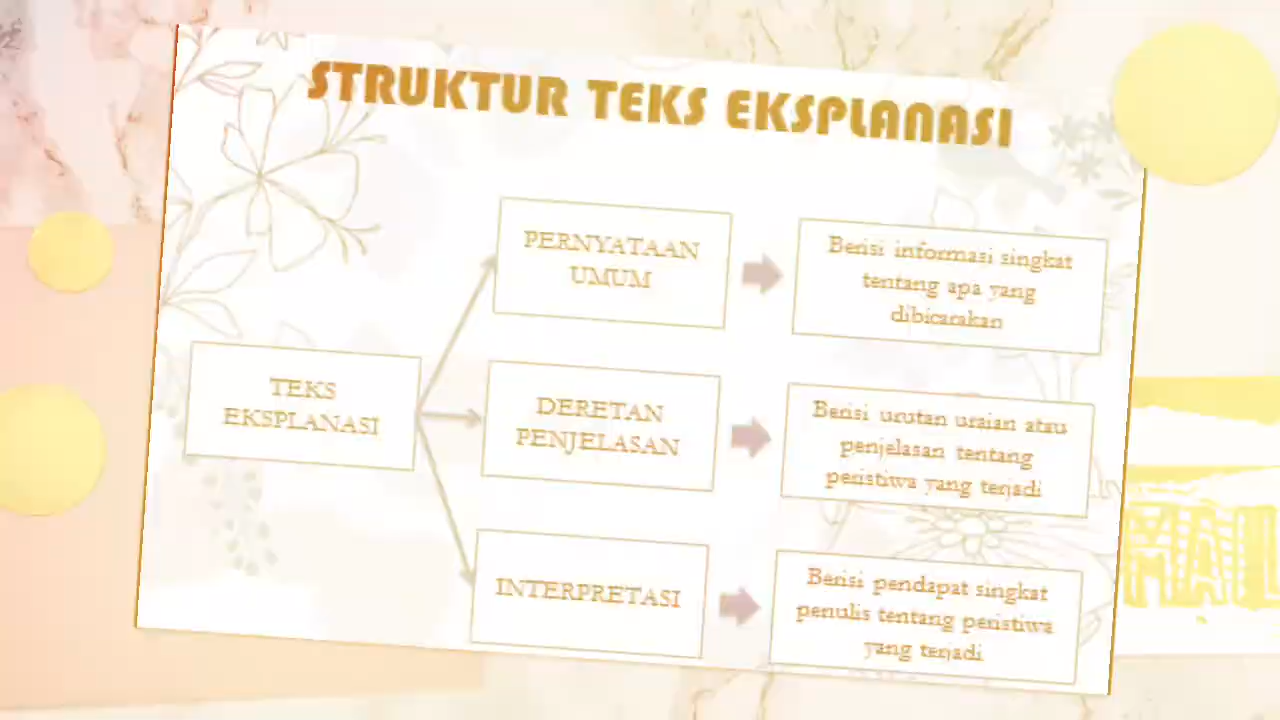 STRUKTUR TEKS EKSPLANASI
PERNYATAAN
UMUM
Berisi informasi singkat
tentang apa yang
dibicarakan
TEKS
EKSPLANASI
DERETAN
PENJELASAN
Berisi urutan uraian atau
penjelasan tentang
peristiwa yang terjadi
INTERPRETASI
Berisi pendapat singkat
penulis tentang peristiwa
yang terjadi